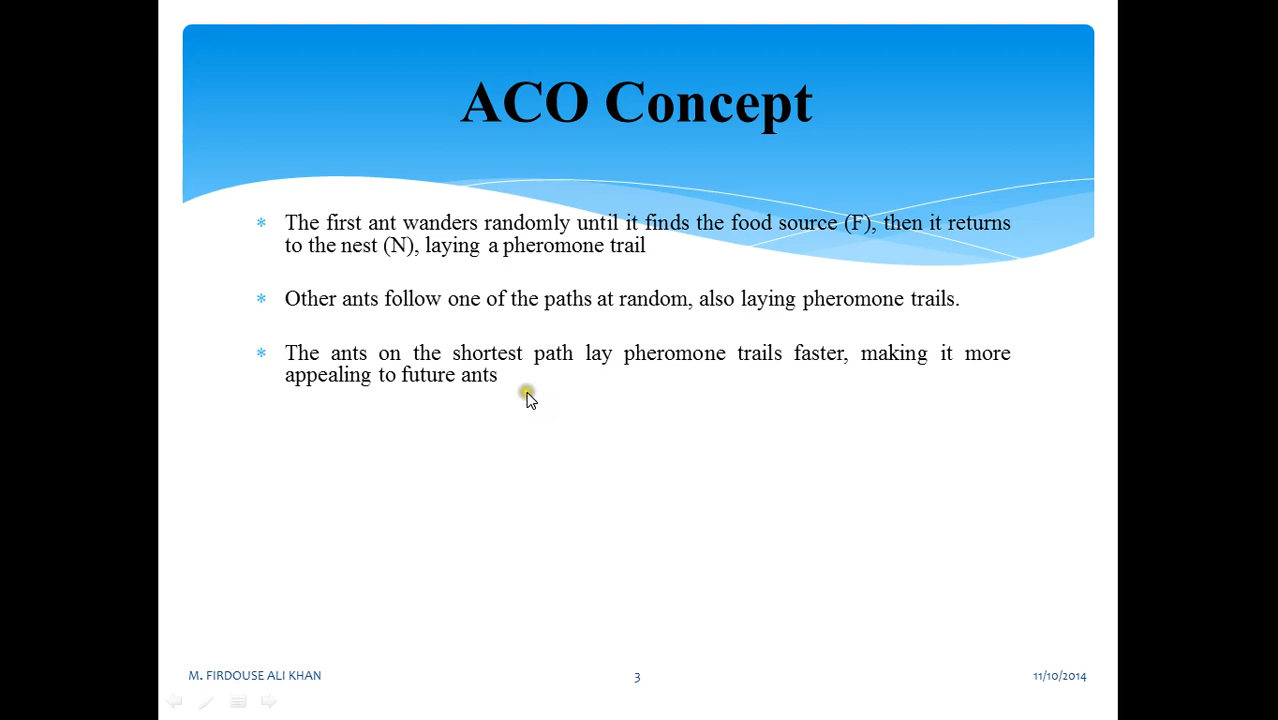 ACO Concept
* The first ant wanders randomly until it finds the food source (F), then it returns
to the nest (N), laying a pheromone trail
* Other ants follow one of the paths at random, also laying pheromone trails.
* The ants on the shortest path lay pheromone trails faster, making it more
appealing to future ants
M. FIRDOUSE ALI KHAN
3
11/10/2014